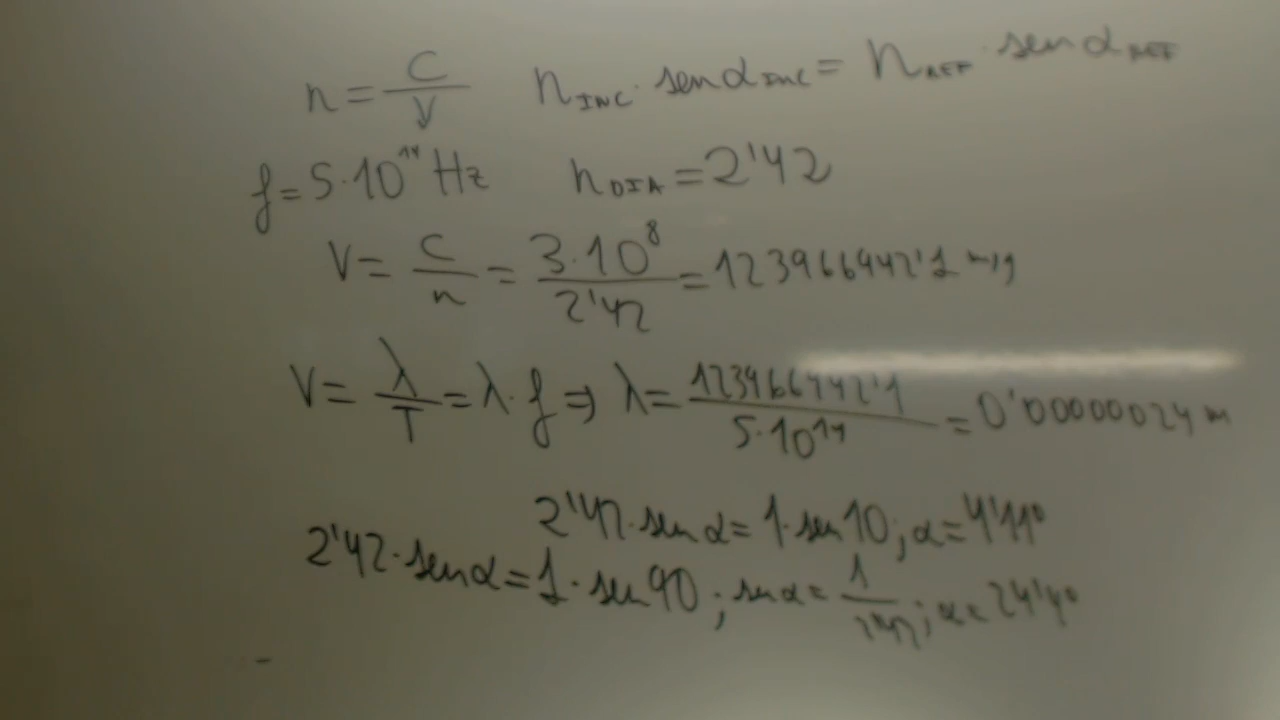 n = C/V n_INC · sen α_INC = n_REF · sen α_REF
f = 5·10^14 Hz n_DIA = 2'42
V = C/n = 3·10^8/2'42 = 123966942'1 m/s
V = λ/T = λ·f ⇒ λ = 123966942'1/5·10^14 = 0'00000024 m
2'42·sen α = 1·sen 10; α = 4'11°
2'42·sen α = 1·sen 90; sen α = 1/2'42; α = 24'4°